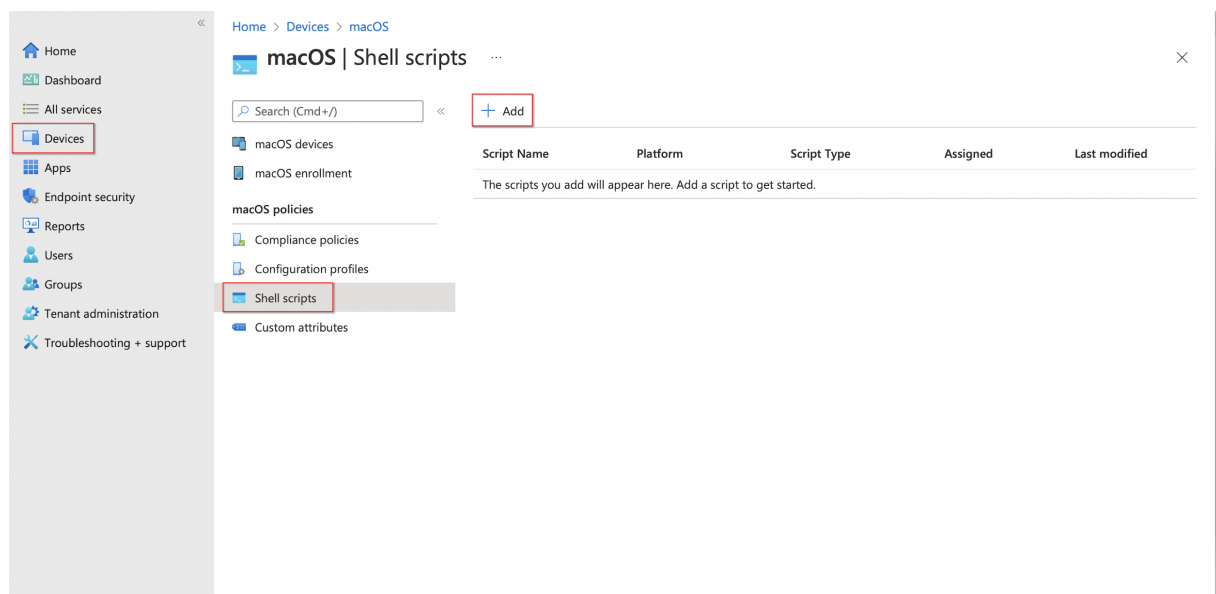 «
Home
Dashboard
All services
Devices
Apps
Endpoint security
Reports
Users
Groups
Tenant administration
Troubleshooting + support
Home > Devices > macOS
macOS | Shell scripts ...
Search (Cmd+/) «
macOS devices
macOS enrollment
macOS policies
Compliance policies
Configuration profiles
Shell scripts
Custom attributes
+ Add
Script Name Platform Script Type Assigned Last modified
The scripts you add will appear here. Add a script to get started.